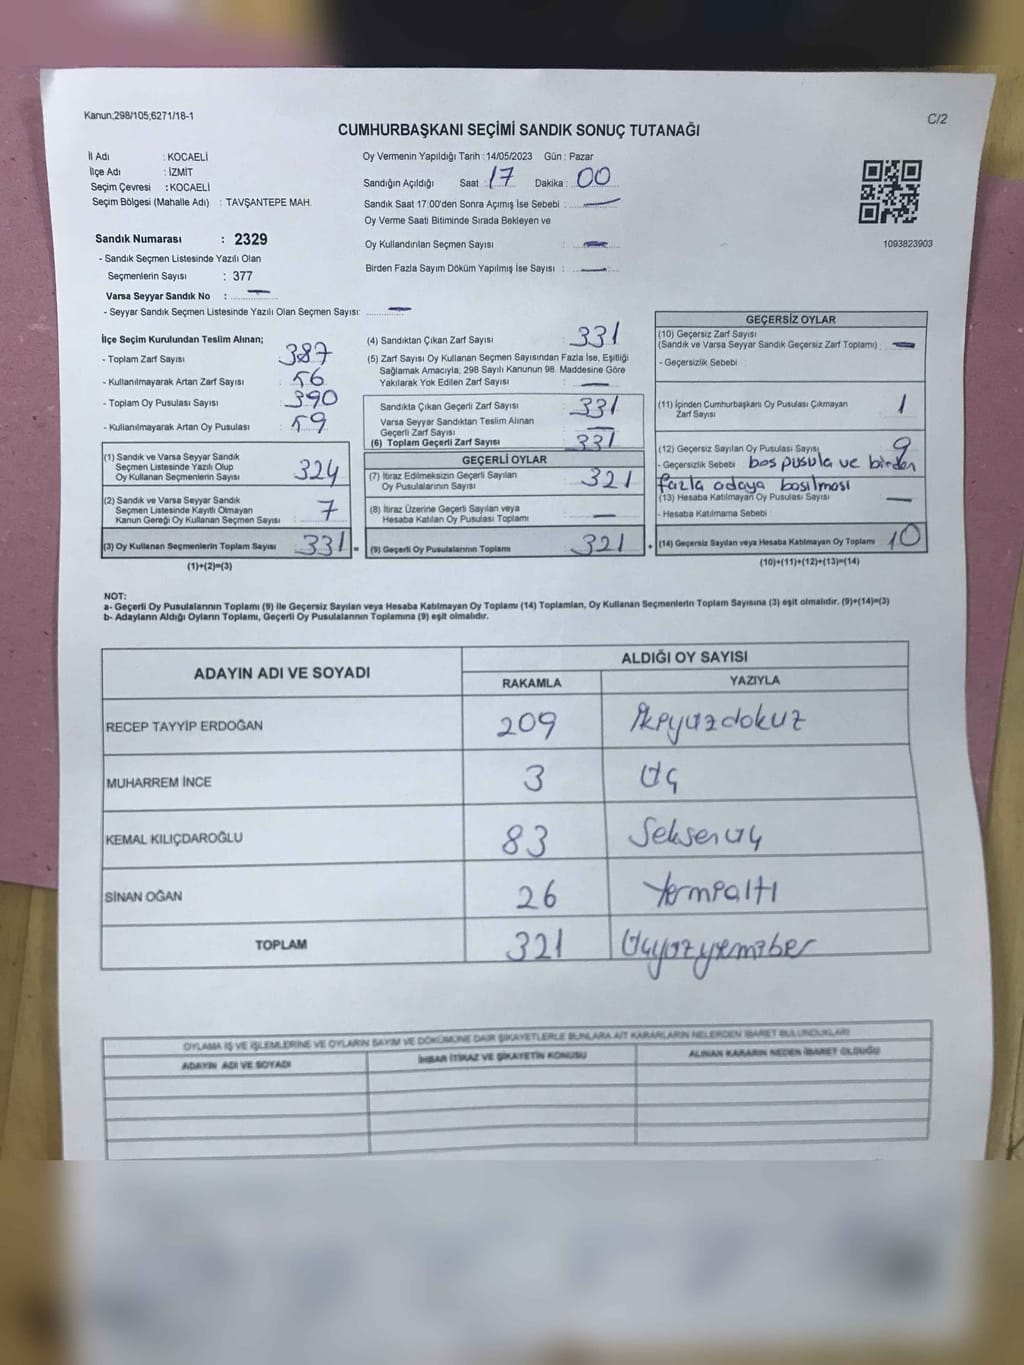 Kanun;298/105;6271/18-1
C/2
CUMHURBAŞKANI SEÇİMİ SANDIK SONUÇ TUTANAĞI
İl Adı : KOCAELİ
İlçe Adı : İZMİT
Seçim Çevresi : KOCAELİ
Seçim Bölgesi (Mahalle Adı) : TAVŞANTEPE MAH.
Sandık Numarası : 2329
- Sandık Seçmen Listesinde Yazılı Olan
Seçmenlerin Sayısı : 377
Varsa Seyyar Sandık No : —
- Seyyar Sandık Seçmen Listesinde Yazılı Olan Seçmen Sayısı: —
Oy Vermenin Yapıldığı Tarih :14/05/2023 Gün : Pazar
Sandığın Açıldığı Saat : 17 Dakika : 00
Sandık Saat 17:00'den Sonra Açılmış İse Sebebi : —
Oy Verme Saati Bitiminde Sırada Bekleyen ve
Oy Kullandırılan Seçmen Sayısı : —
Birden Fazla Sayım Döküm Yapılmış İse Sayısı : —
1093823903
İlçe Seçim Kurulundan Teslim Alınan;
- Toplam Zarf Sayısı 387
- Kullanılmayarak Artan Zarf Sayısı 56
- Toplam Oy Pusulası Sayısı 390
- Kullanılmayarak Artan Oy Pusulası 59
(1) Sandık ve Varsa Seyyar Sandık
Seçmen Listesinde Yazılı Olup
Oy Kullanan Seçmenlerin Sayısı 324
(2) Sandık ve Varsa Seyyar Sandık
Seçmen Listesinde Kayıtlı Olmayan
Kanun Gereği Oy Kullanan Seçmen Sayısı 7
(3) Oy Kullanan Seçmenlerin Toplam Sayısı 331 =
(1)+(2)=(3)
(4) Sandıktan Çıkan Zarf Sayısı 331
(5) Zarf Sayısı Oy Kullanan Seçmen Sayısından Fazla İse, Eşitliği
Sağlamak Amacıyla, 298 Sayılı Kanunun 98. Maddesine Göre
Yakılarak Yok Edilen Zarf Sayısı —
Sandıkta Çıkan Geçerli Zarf Sayısı 331
Varsa Seyyar Sandıktan Teslim Alınan
Geçerli Zarf Sayısı —
(6) Toplam Geçerli Zarf Sayısı 331
GEÇERLİ OYLAR
(7) İtiraz Edilmeksizin Geçerli Sayılan
Oy Pusulalarının Sayısı 321
(8) İtiraz Üzerine Geçerli Sayılan veya
Hesaba Katılan Oy Pusulası Toplamı —
(9) Geçerli Oy Pusulalarının Toplamı 321 +
GEÇERSİZ OYLAR
(10) Geçersiz Zarf Sayısı
(Sandık ve Varsa Seyyar Sandık Geçersiz Zarf Toplamı) : —
- Geçersizlik Sebebi :
(11) İçinden Cumhurbaşkanı Oy Pusulası Çıkmayan
Zarf Sayısı 1
(12) Geçersiz Sayılan Oy Pusulası Sayısı 9
- Geçersizlik Sebebi boş pusula ve birden
fazla adaya basılması
(13) Hesaba Katılmayan Oy Pusulası Sayısı —
- Hesaba Katılmama Sebebi :
(14) Geçersiz Sayılan veya Hesaba Katılmayan Oy Toplamı 10
(10)+(11)+(12)+(13)=(14)
NOT:
a- Geçerli Oy Pusulalarının Toplamı (9) ile Geçersiz Sayılan veya Hesaba Katılmayan Oy Toplamı (14) Toplamları, Oy Kullanan Seçmenlerin Toplam Sayısına (3) eşit olmalıdır. (9)+(14)=(3)
b- Adayların Aldığı Oyların Toplamı, Geçerli Oy Pusulalarının Toplamına (9) eşit olmalıdır.
ADAYIN ADI VE SOYADI
ALDIĞI OY SAYISI
RAKAMLA YAZIYLA
RECEP TAYYİP ERDOĞAN 209 İkiyüzdokuz
MUHARREM İNCE 3 Üç
KEMAL KILIÇDAROĞLU 83 Seksenüç
SİNAN OĞAN 26 Yirmialtı
TOPLAM 321 Üçyüzyirmibir
OYLAMA İŞ VE İŞLEMLERİNE VE OYLARIN SAYIM VE DÖKÜMÜNE DAİR ŞİKAYETLERLE BUNLARA AİT KARARLARIN NELERDEN İBARET BULUNDUKLARI
ADAYIN ADI VE SOYADI
İHBAR İTİRAZ VE ŞİKAYETİN KONUSU
ALINAN KARARIN NEDEN İBARET OLDUĞU